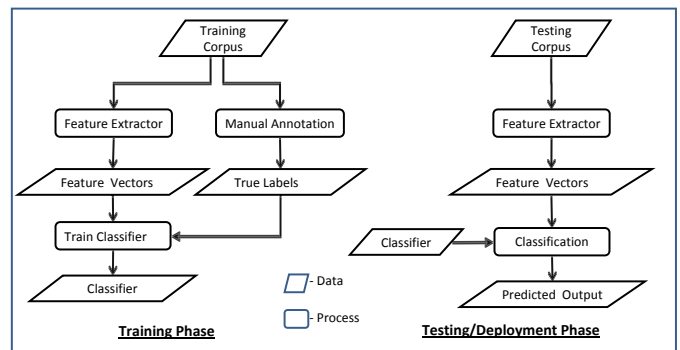 Training
Corpus
Feature Extractor
Manual Annotation
Feature Vectors
True Labels
Train Classifier
Classifier
- Data
- Process
Training Phase
Testing
Corpus
Feature Extractor
Feature Vectors
Classifier
Classification
Predicted Output
Testing/Deployment Phase